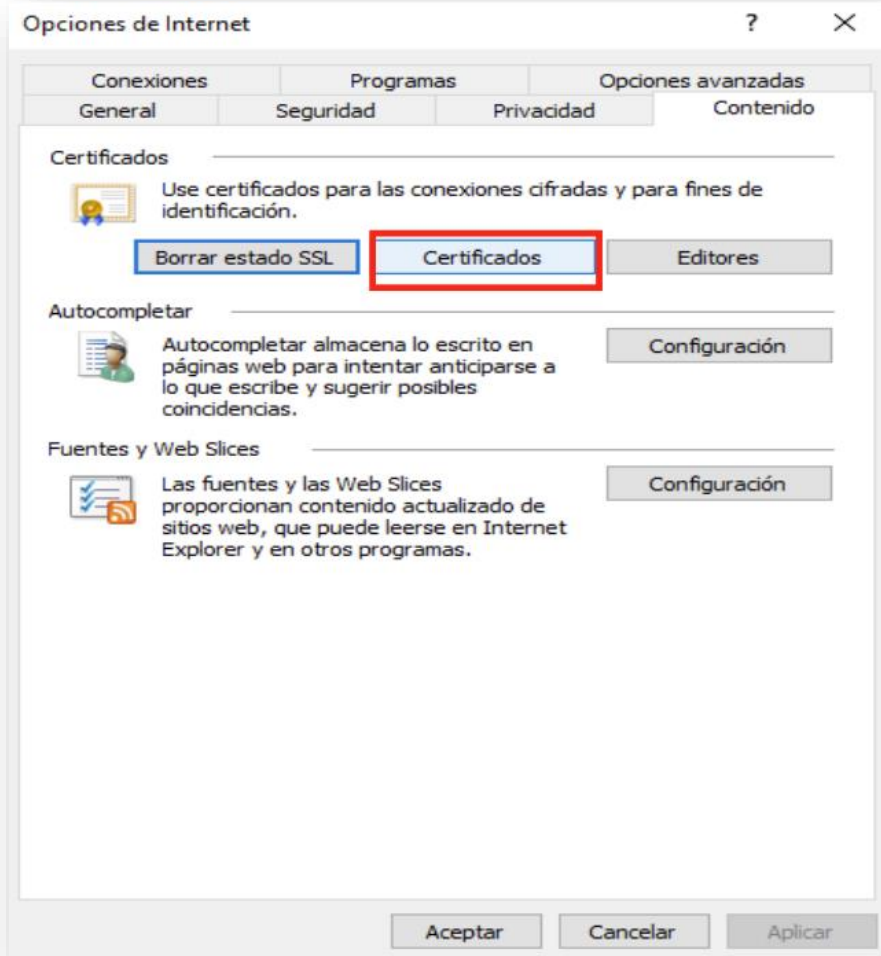 Opciones de Internet
?
Conexiones
Programas
Opciones avanzadas
General
Seguridad
Privacidad
Contenido
Certificados
Use certificados para las conexiones cifradas y para fines de
identificación.
Borrar estado SSL
Certificados
Editores
Autocompletar
Autocompletar almacena lo escrito en
páginas web para intentar anticiparse a
lo que escribe y sugerir posibles
coincidencias.
Configuración
Fuentes y Web Slices
Las fuentes y las Web Slices
proporcionan contenido actualizado de
sitios web, que puede leerse en Internet
Explorer y en otros programas.
Configuración
Aceptar
Cancelar
Aplicar